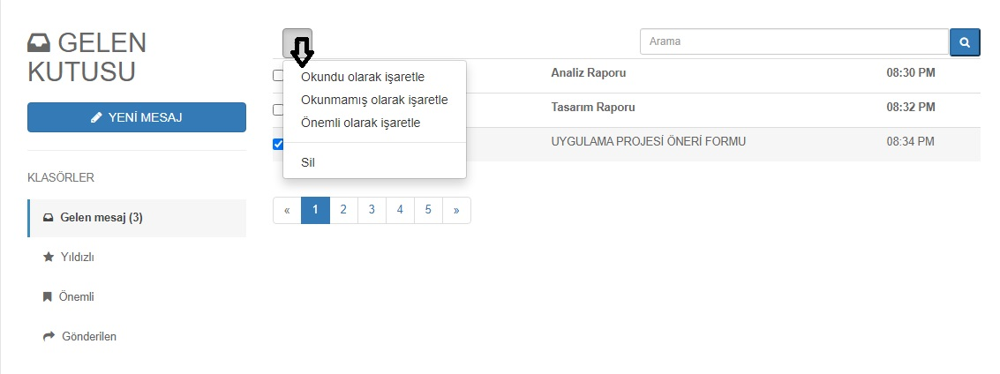 GELEN
KUTUSU
YENİ MESAJ
KLASÖRLER
Gelen mesaj (3)
Yıldızlı
Önemli
Gönderilen
Arama
Okundu olarak işaretle
Okunmamış olarak işaretle
Önemli olarak işaretle
Sil
Analiz Raporu 08:30 PM
Tasarım Raporu 08:32 PM
UYGULAMA PROJESİ ÖNERİ FORMU 08:34 PM
« 1 2 3 4 5 »